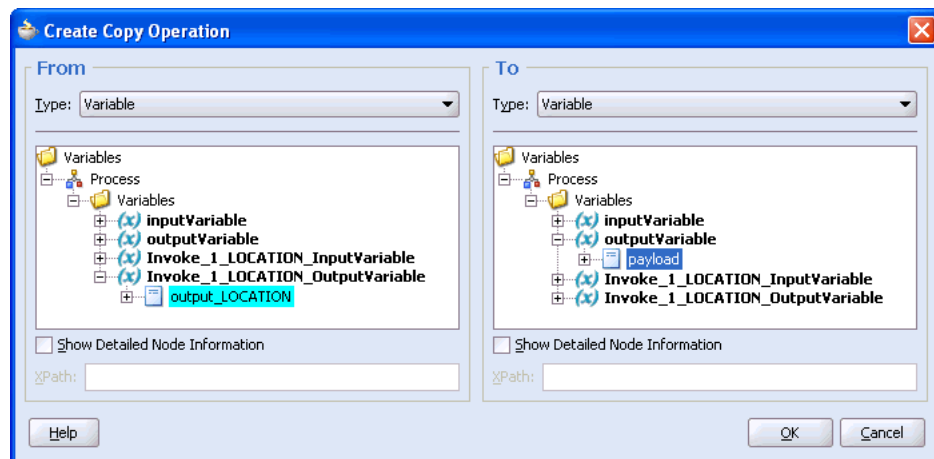 Create Copy Operation
From
Type: Variable
Variables
Process
Variables
inputVariable
outputVariable
Invoke_1_LOCATION_InputVariable
Invoke_1_LOCATION_OutputVariable
output_LOCATION
Show Detailed Node Information
XPath:
To
Type: Variable
Variables
Process
Variables
inputVariable
outputVariable
payload
Invoke_1_LOCATION_InputVariable
Invoke_1_LOCATION_OutputVariable
Show Detailed Node Information
XPath:
Help
OK
Cancel